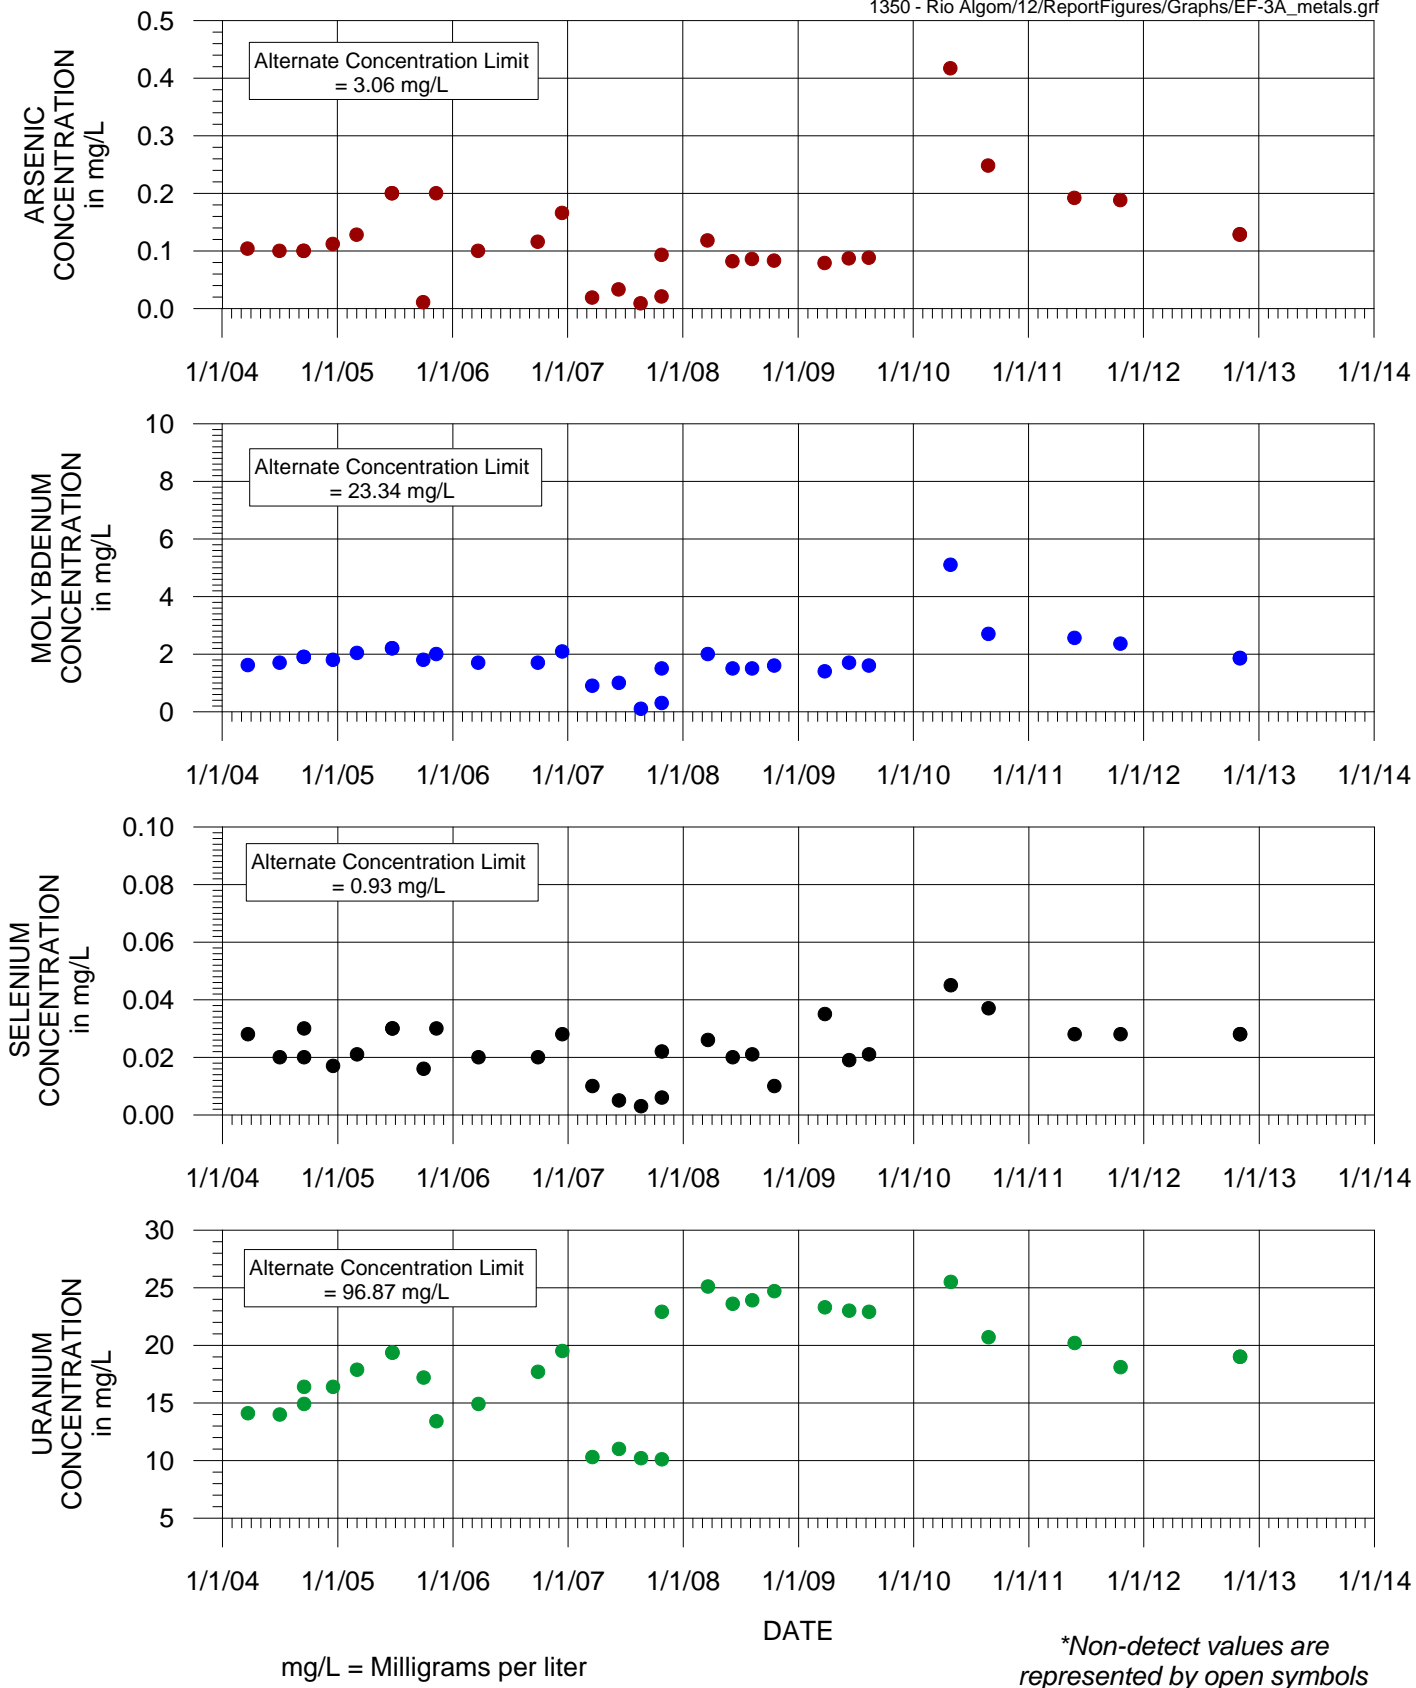 1350 - Rio Algom/12/ReportFigures/Graphs/EF-3A_metals.grf
ARSENIC
CONCENTRATION
in mg/L
0.5
0.4
0.3
0.2
0.1
0.0
Alternate Concentration Limit
= 3.06 mg/L
1/1/04 1/1/05 1/1/06 1/1/07 1/1/08 1/1/09 1/1/10 1/1/11 1/1/12 1/1/13 1/1/14
MOLYBDENUM
CONCENTRATION
in mg/L
10
8
6
4
2
0
Alternate Concentration Limit
= 23.34 mg/L
1/1/04 1/1/05 1/1/06 1/1/07 1/1/08 1/1/09 1/1/10 1/1/11 1/1/12 1/1/13 1/1/14
SELENIUM
CONCENTRATION
in mg/L
0.10
0.08
0.06
0.04
0.02
0.00
Alternate Concentration Limit
= 0.93 mg/L
1/1/04 1/1/05 1/1/06 1/1/07 1/1/08 1/1/09 1/1/10 1/1/11 1/1/12 1/1/13 1/1/14
URANIUM
CONCENTRATION
in mg/L
30
25
20
15
10
5
Alternate Concentration Limit
= 96.87 mg/L
1/1/04 1/1/05 1/1/06 1/1/07 1/1/08 1/1/09 1/1/10 1/1/11 1/1/12 1/1/13 1/1/14
DATE
mg/L = Milligrams per liter
*Non-detect values are
represented by open symbols